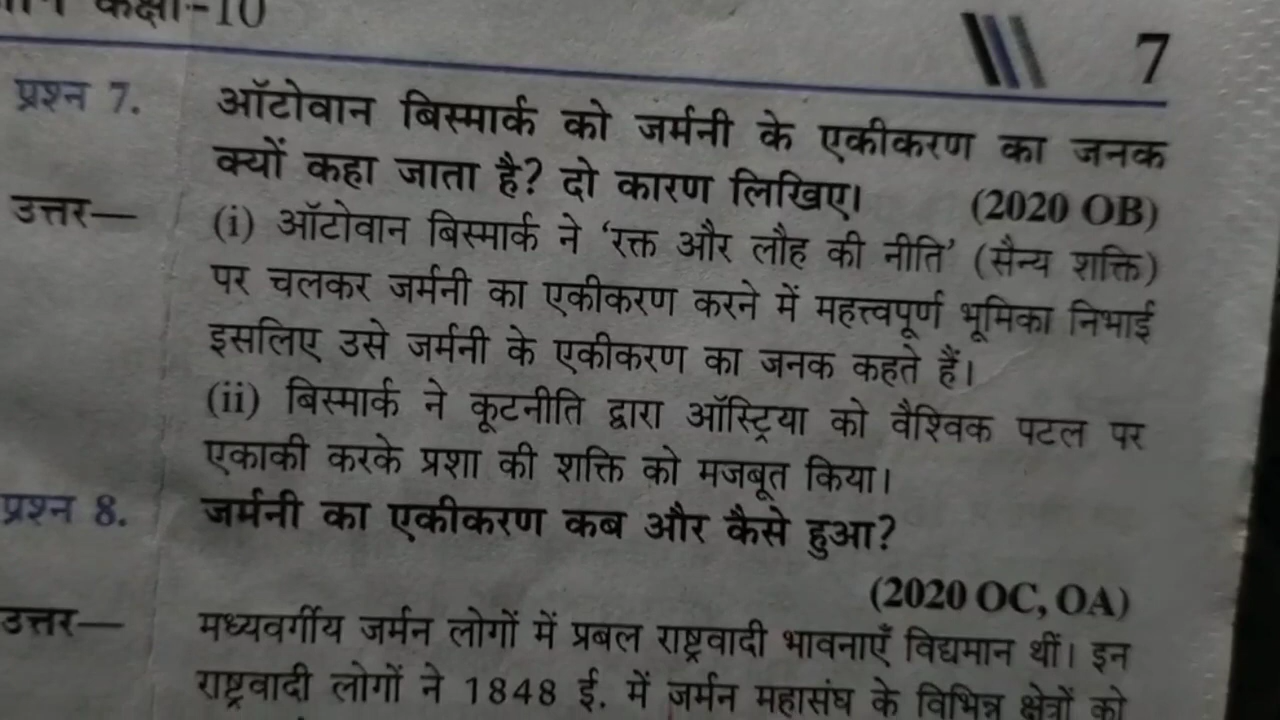 कक्षा-10
7
प्रश्न 7. ऑटोवान बिस्मार्क को जर्मनी के एकीकरण का जनक
क्यों कहा जाता है? दो कारण लिखिए। (2020 OB)
उत्तर— (i) ऑटोवान बिस्मार्क ने ‘रक्त और लौह की नीति’ (सैन्य शक्ति)
पर चलकर जर्मनी का एकीकरण करने में महत्त्वपूर्ण भूमिका निभाई
इसलिए उसे जर्मनी के एकीकरण का जनक कहते हैं।
(ii) बिस्मार्क ने कूटनीति द्वारा ऑस्ट्रिया को वैश्विक पटल पर
एकाकी करके प्रशा की शक्ति को मजबूत किया।
प्रश्न 8. जर्मनी का एकीकरण कब और कैसे हुआ?
(2020 OC, OA)
उत्तर— मध्यवर्गीय जर्मन लोगों में प्रबल राष्ट्रवादी भावनाएँ विद्यमान थीं। इन
राष्ट्रवादी लोगों ने 1848 ई. में जर्मन महासंघ के विभिन्न क्षेत्रों को